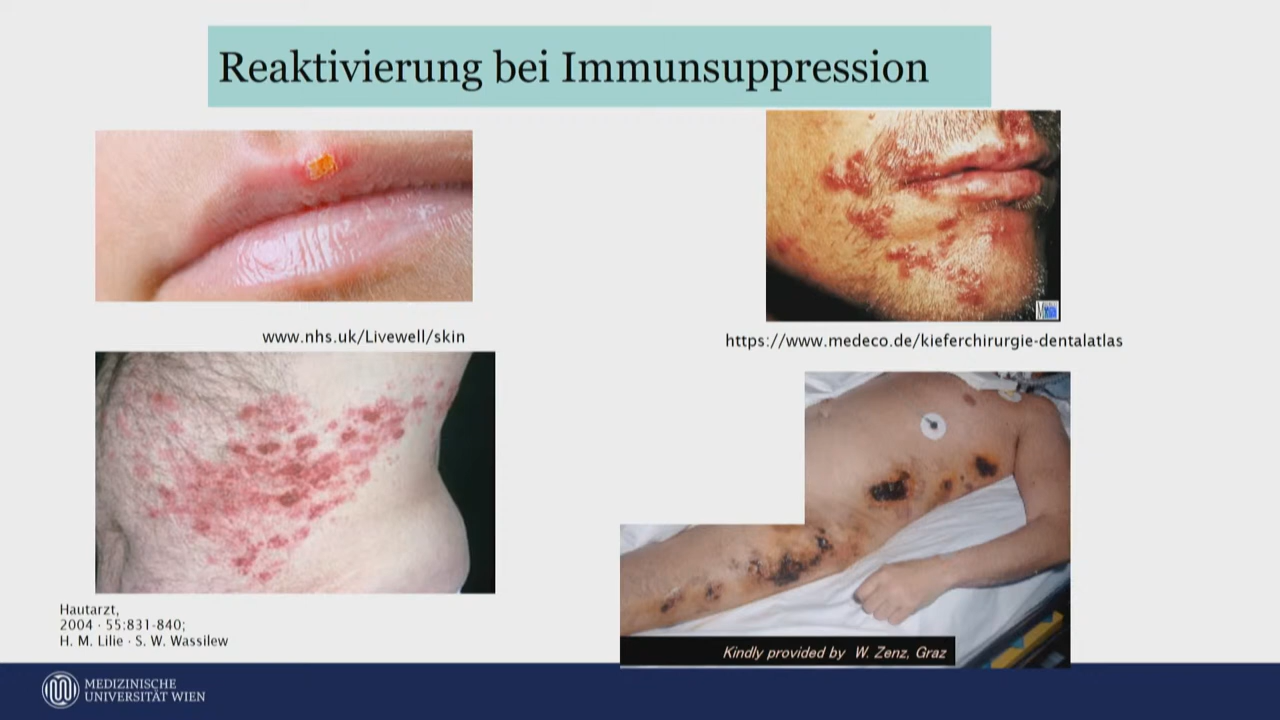 Reaktivierung bei Immunsuppression
www.nhs.uk/Livewell/skin
https://www.medeco.de/kieferchirurgie-dentalatlas
Hautarzt,
2004 · 55:831-840;
H. M. Lilie · S. W. Wassilew
Kindly provided by W. Zenz, Graz
MEDIZINISCHE
UNIVERSITÄT WIEN